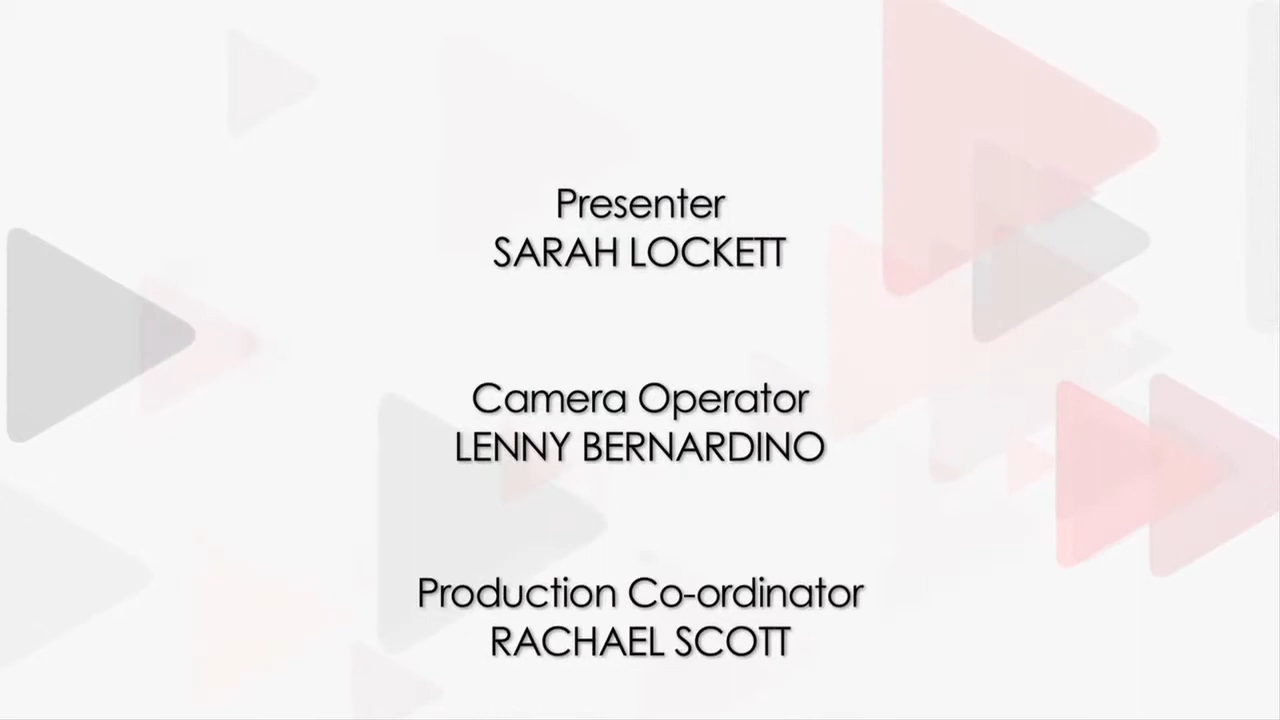 Presenter
SARAH LOCKETT
Camera Operator
LENNY BERNARDINO
Production Co-ordinator
RACHAEL SCOTT